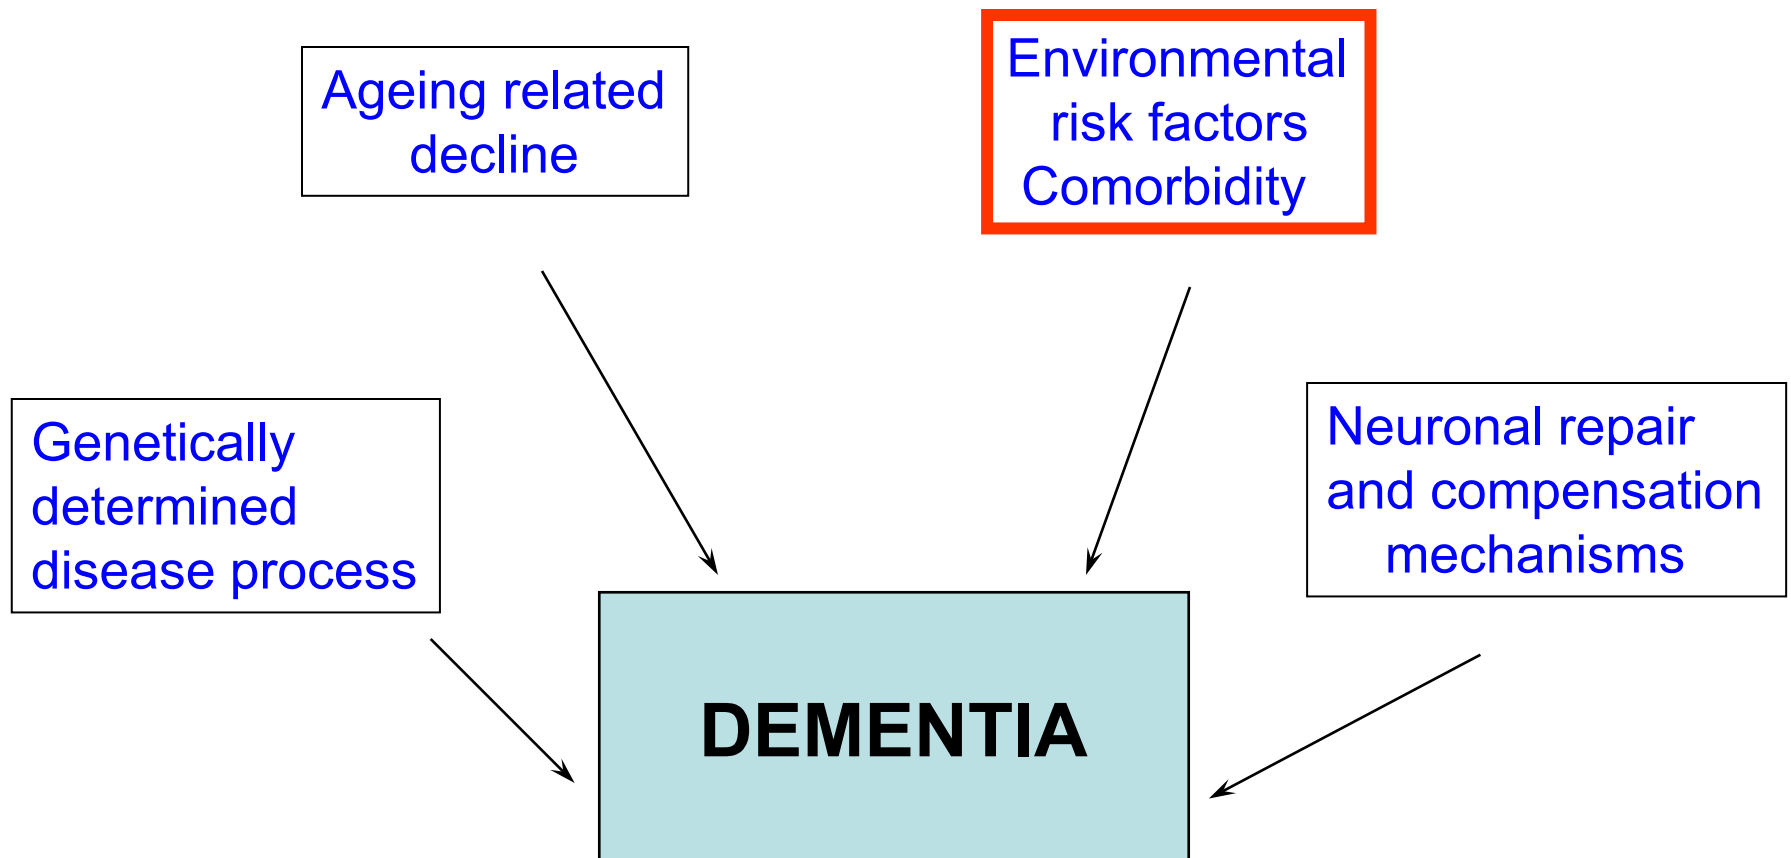 Ageing related
decline
Environmental
risk factors
Comorbidity
Genetically
determined
disease process
Neuronal repair
and compensation
mechanisms
DEMENTIA